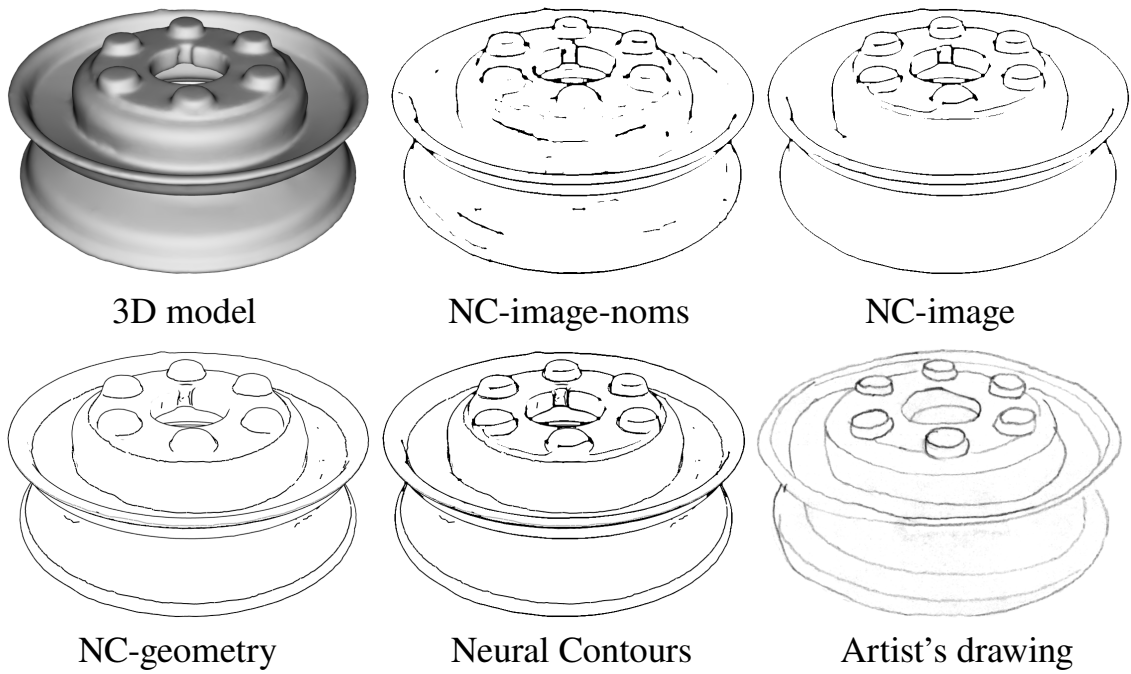 3D model
NC-image-noms
NC-image
NC-geometry
Neural Contours
Artist's drawing